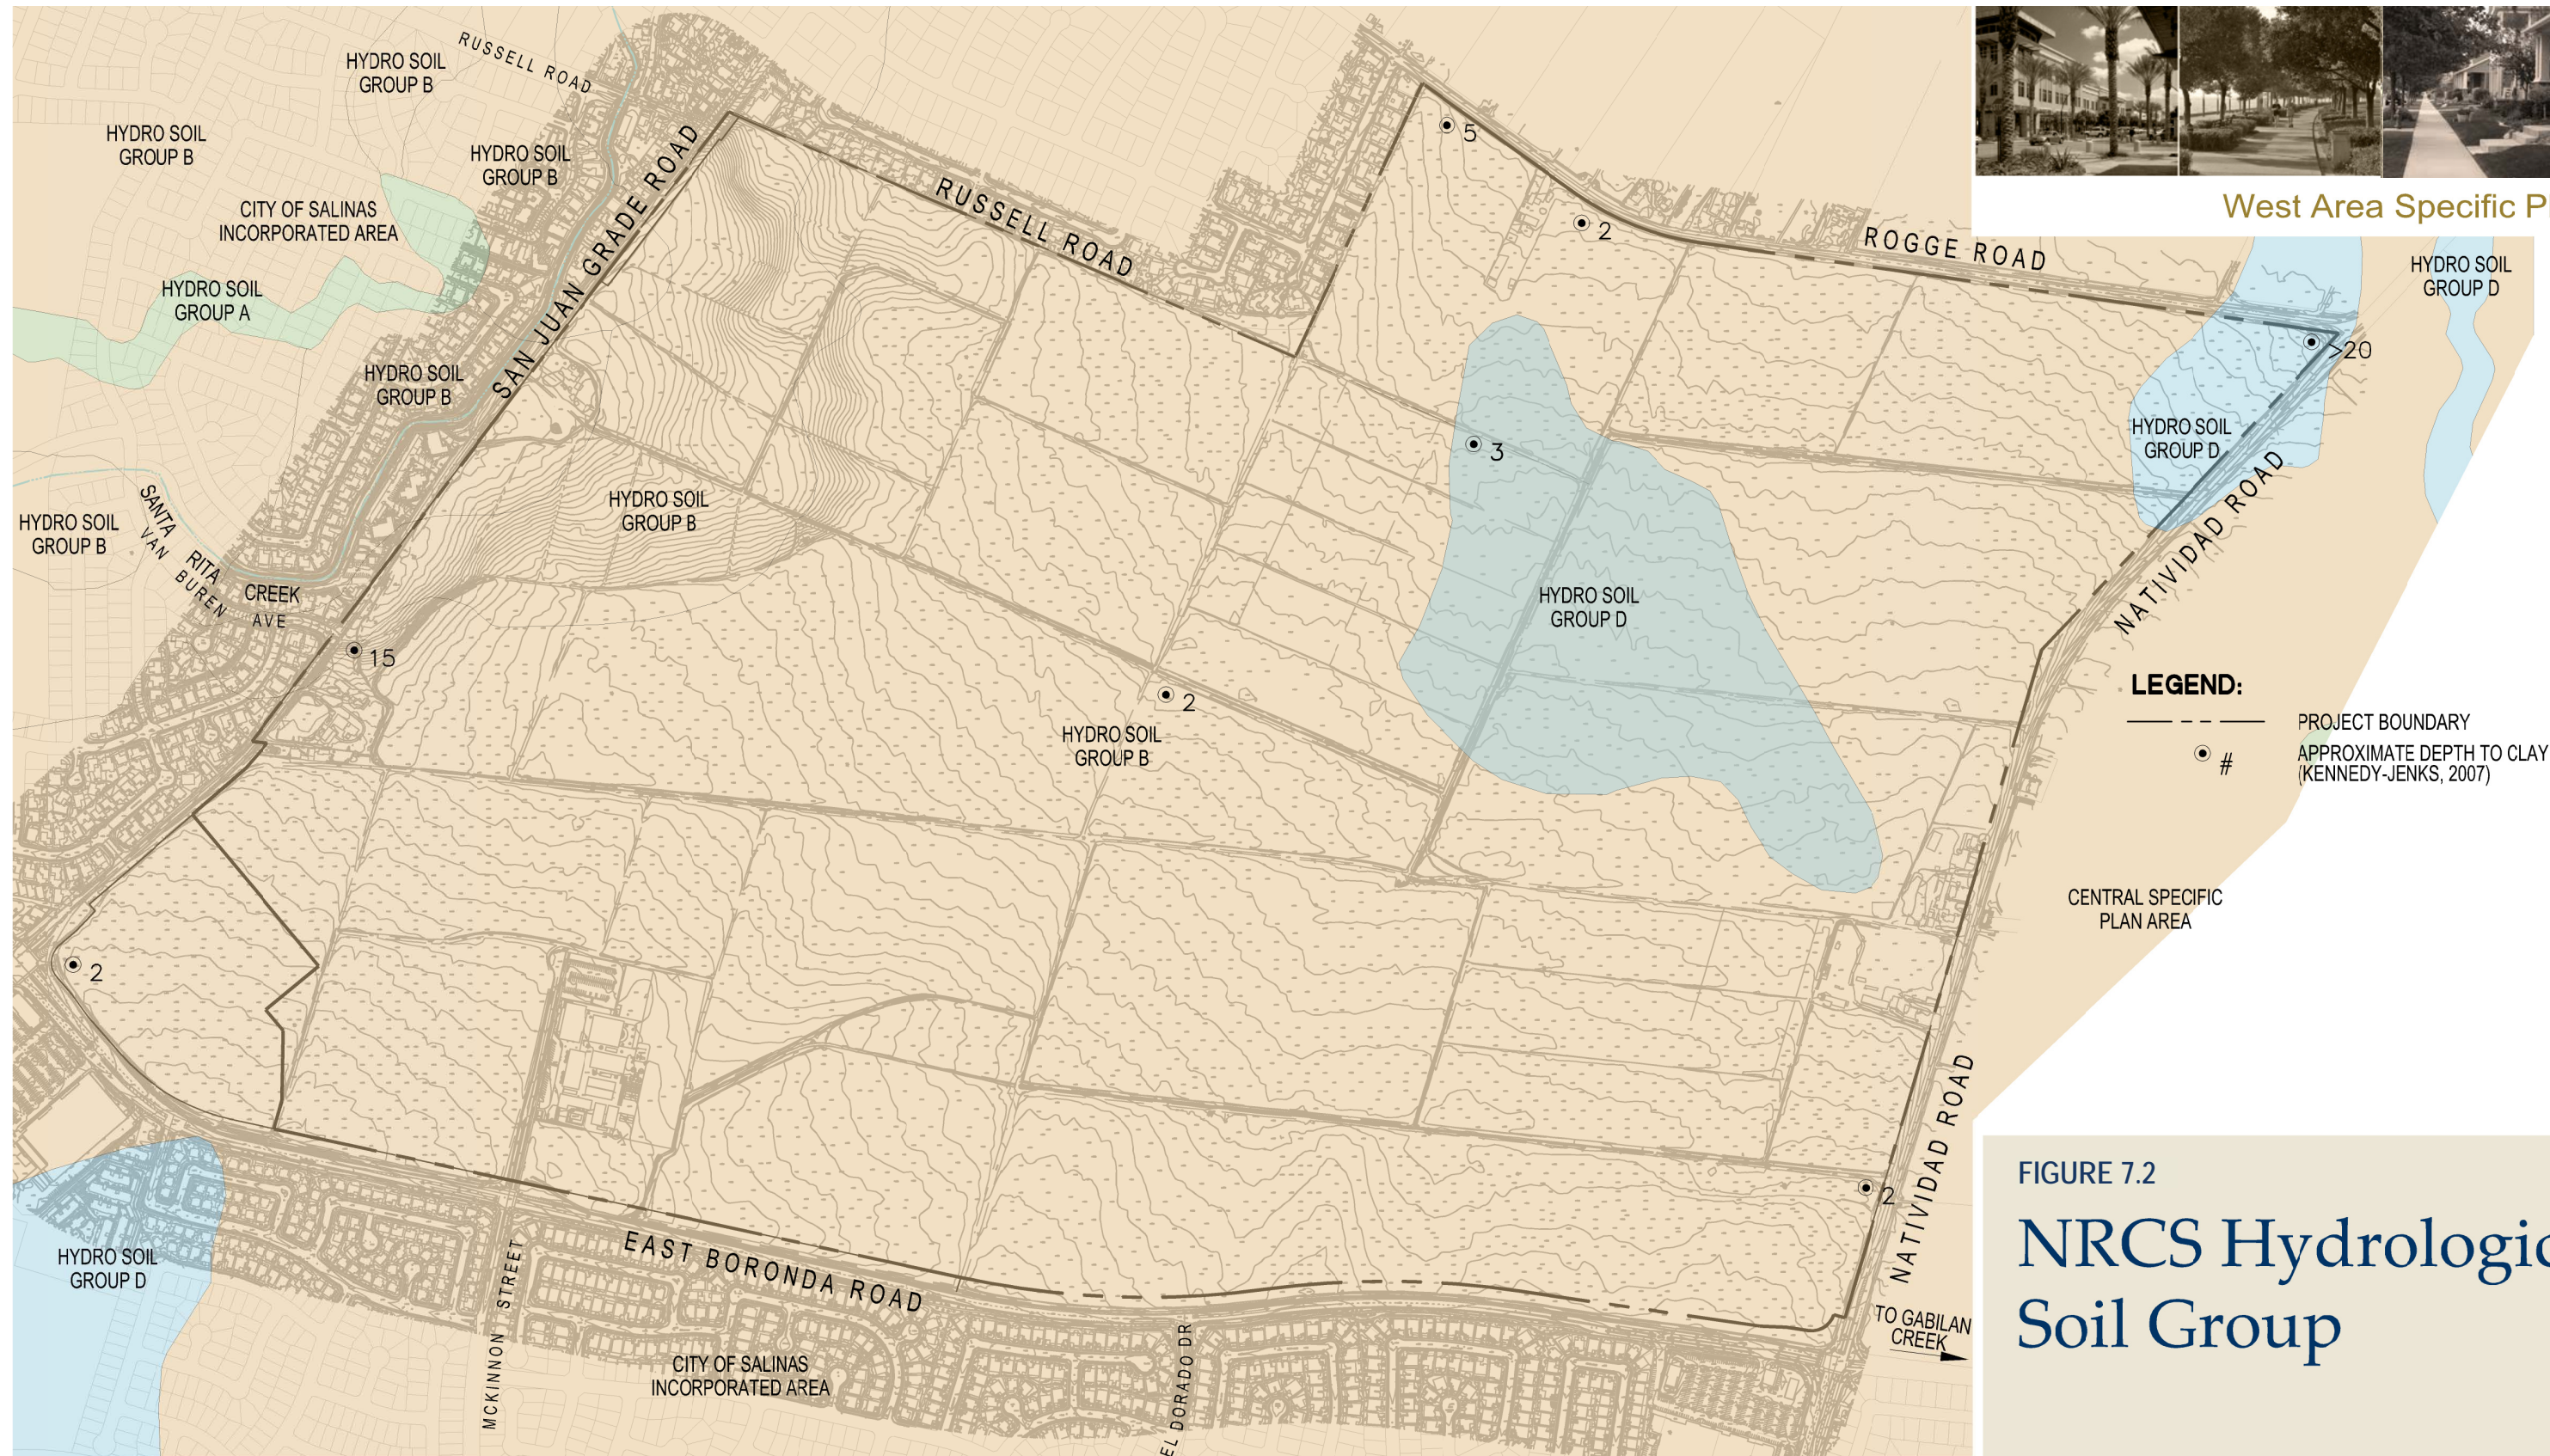 RUSSELL ROAD
HYDRO SOIL
GROUP B
HYDRO SOIL
GROUP B
HYDRO SOIL
GROUP B
CITY OF SALINAS
INCORPORATED AREA
HYDRO SOIL
GROUP A
HYDRO SOIL
GROUP B
SAN JUAN GRADE ROAD
RUSSELL ROAD
5
2
ROGGE ROAD
West Area Specific P
HYDRO SOIL
GROUP D
>20
HYDRO SOIL
GROUP D
NATIVIDAD ROAD
3
HYDRO SOIL
GROUP B
HYDRO SOIL
GROUP B
SANTA RITA CREEK
VAN BUREN AVE
15
HYDRO SOIL
GROUP D
2
HYDRO SOIL
GROUP B
LEGEND:
PROJECT BOUNDARY
#
APPROXIMATE DEPTH TO CLAY
(KENNEDY-JENKS, 2007)
CENTRAL SPECIFIC
PLAN AREA
2
2
NATIVIDAD ROAD
HYDRO SOIL
GROUP D
MCKINNON STREET
EAST BORONDA ROAD
CITY OF SALINAS
INCORPORATED AREA
EL DORADO DR
TO GABILAN
CREEK
FIGURE 7.2
NRCS Hydrologic
Soil Group